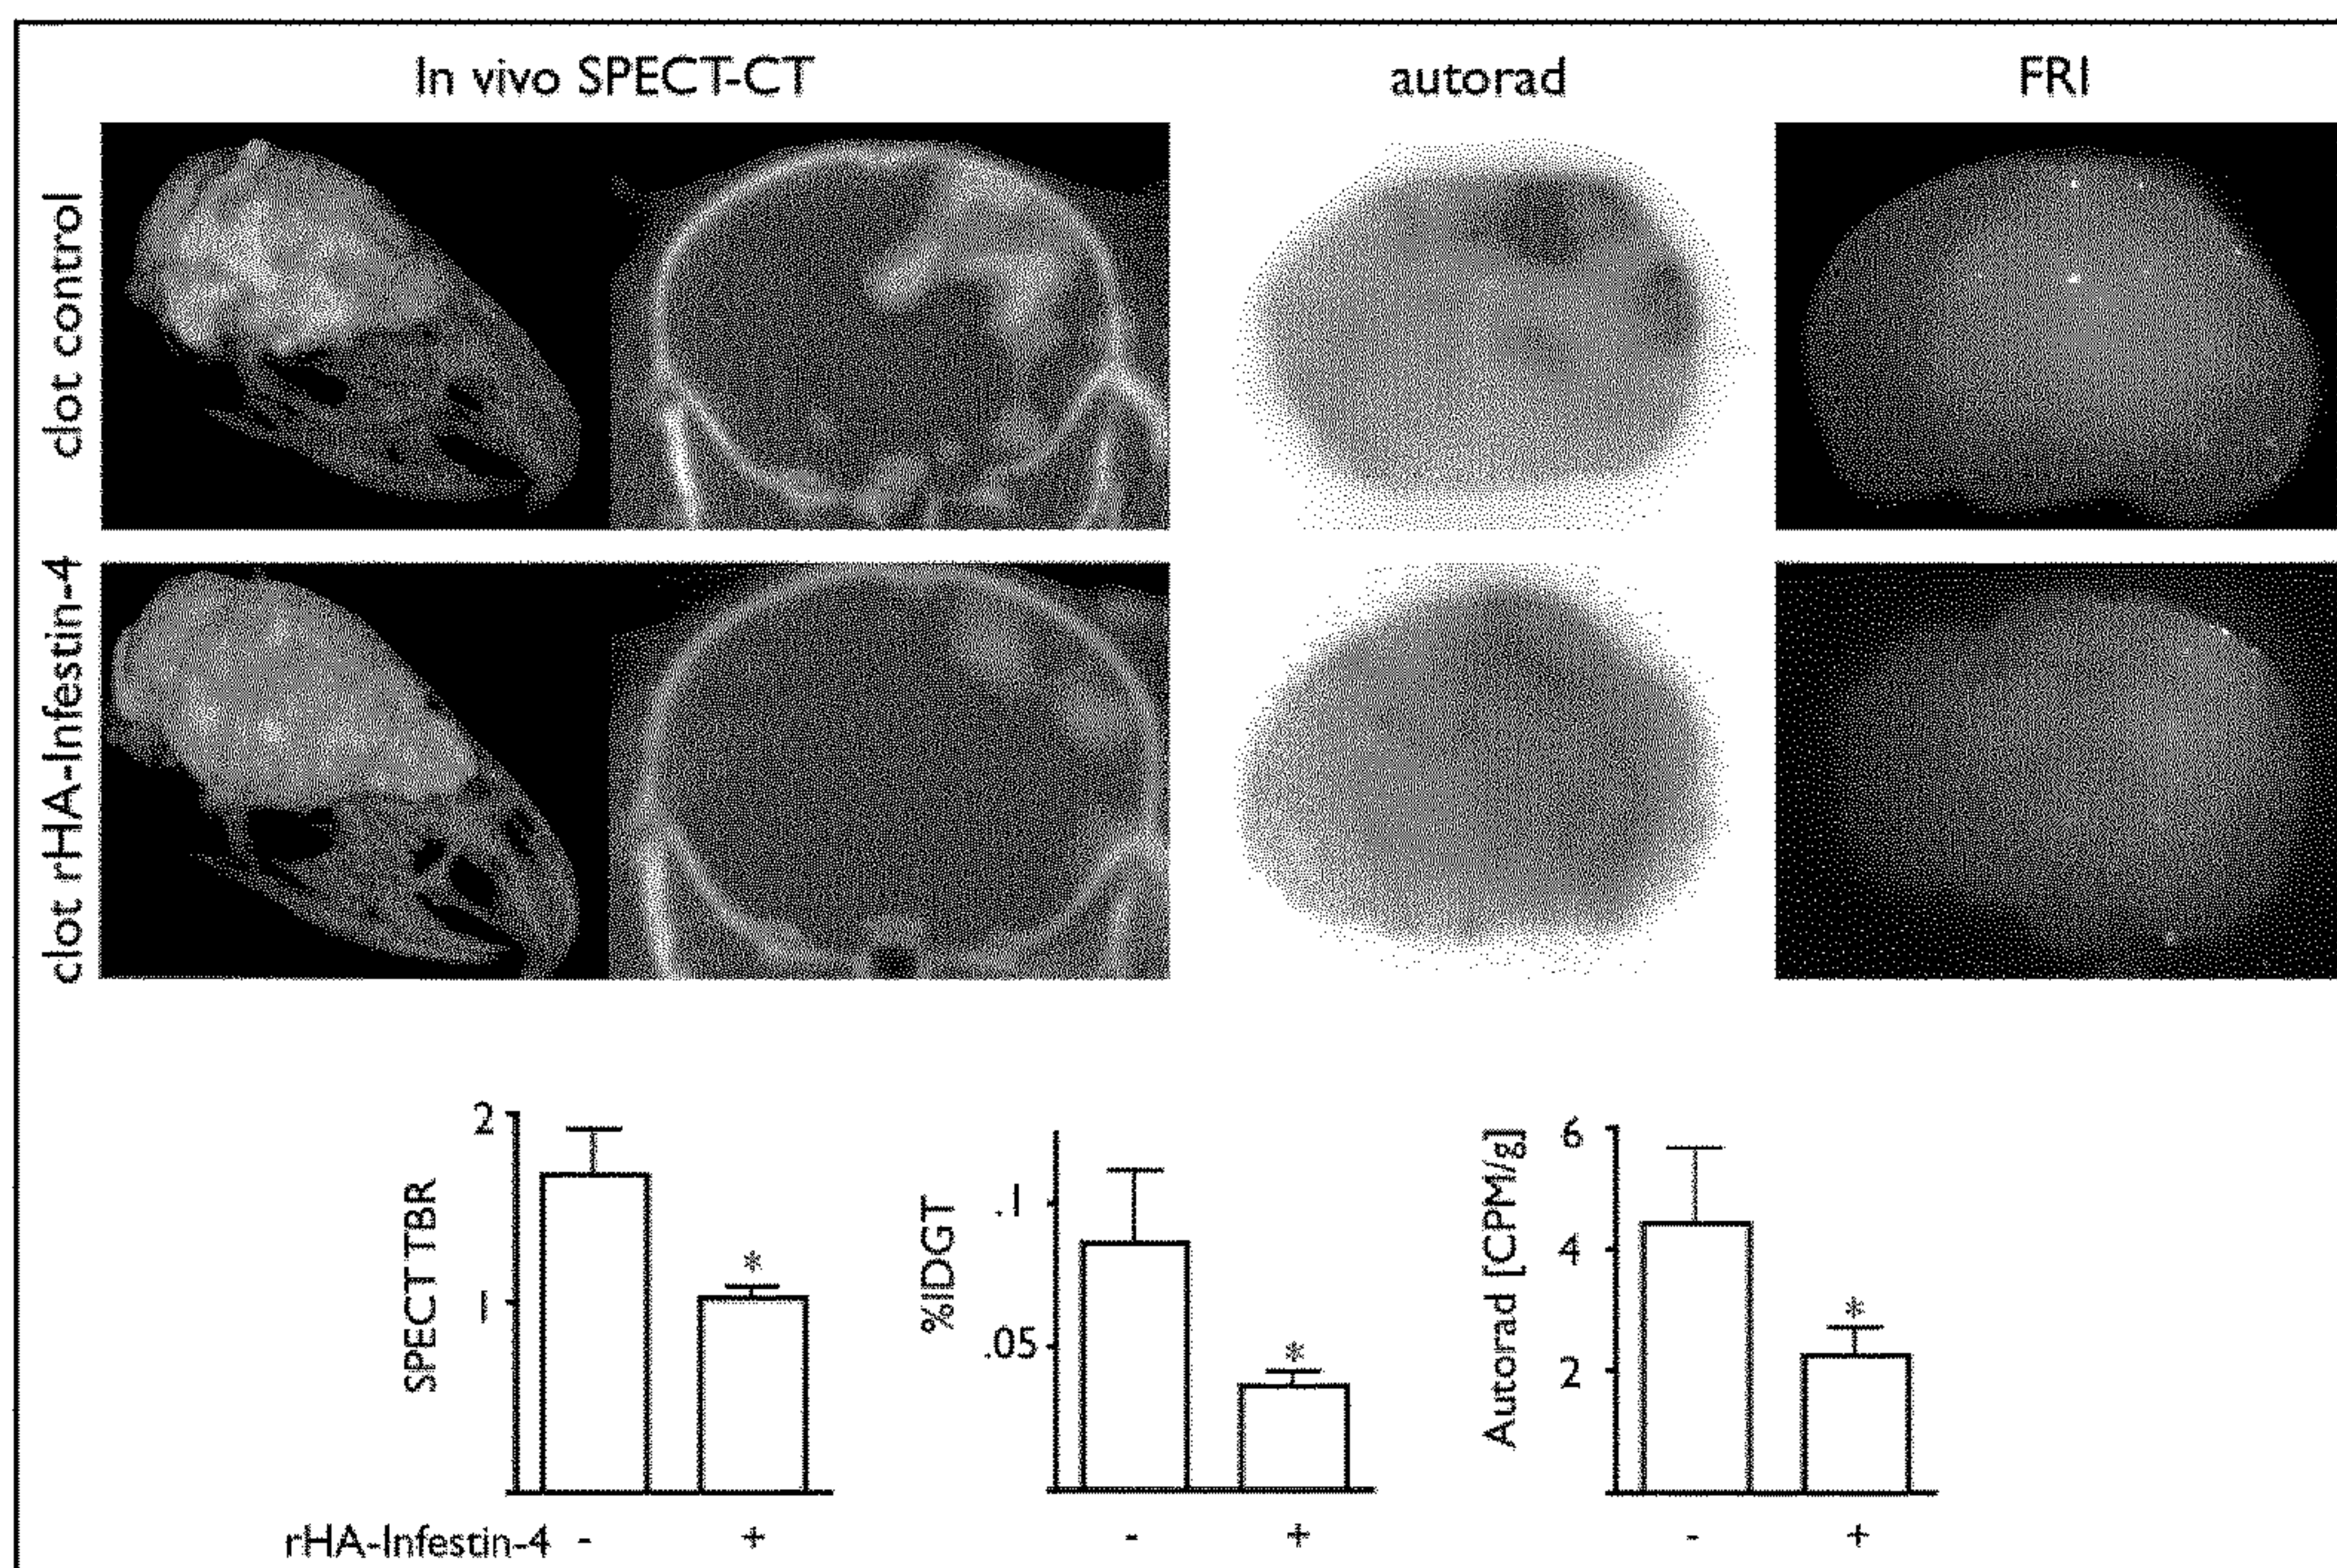 In vivo SPECT-CT autorad FRI
clot control
clot rHA-Infestin-4
SPECT TBR
2
1
*
%IDGT
.1
.05
*
Autorad [CPM/g]
6
4
2
*
rHA-Infestin-4 - + - + - +